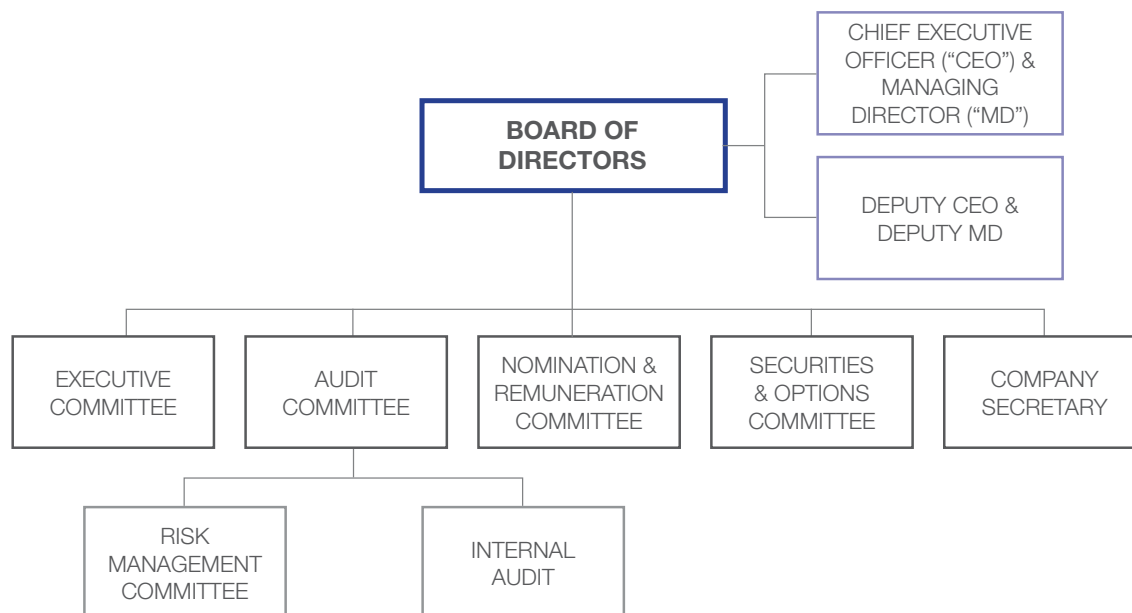 CHIEF EXECUTIVE
OFFICER (“CEO”) &
MANAGING
DIRECTOR (“MD”)
BOARD OF
DIRECTORS
DEPUTY CEO &
DEPUTY MD
EXECUTIVE
COMMITTEE
AUDIT
COMMITTEE
NOMINATION &
REMUNERATION
COMMITTEE
SECURITIES
& OPTIONS
COMMITTEE
COMPANY
SECRETARY
RISK
MANAGEMENT
COMMITTEE
INTERNAL
AUDIT